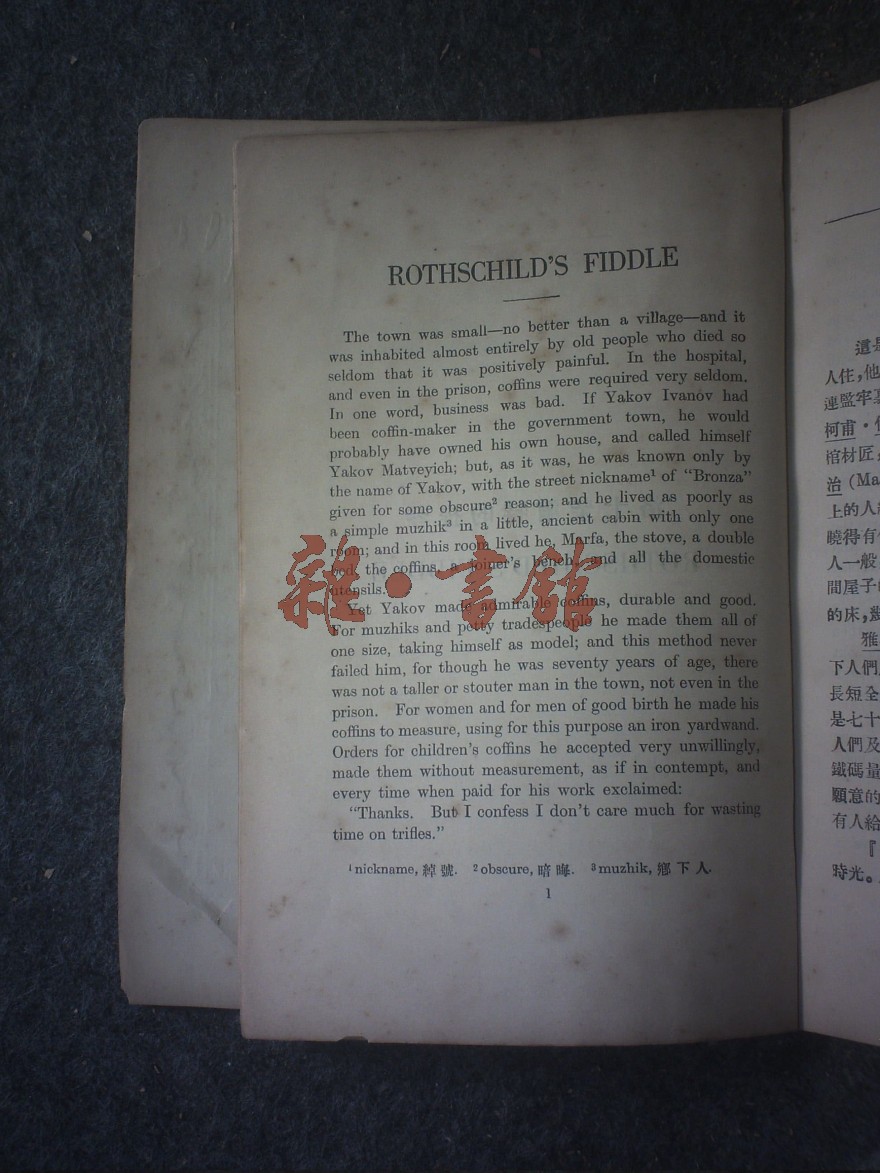 ROTHSCHILD'S FIDDLE
The town was small—no better than a village—and it
was inhabited almost entirely by old people who died so
seldom that it was positively painful. In the hospital,
and even in the prison, coffins were required very seldom.
In one word, business was bad. If Yakov Ivanov had
been coffin-maker in the government town, he would
probably have owned his own house, and called himself
Yakov Matveyich; but, as it was, he was known only by
the name of Yakov, with the street nickname¹ of "Bronza"
given for some obscure² reason; and he lived as poorly as
a simple muzhik³ in a little, ancient cabin with only one
room; and in this room lived he, Marfa, the stove, a double
bed, the coffins, a joiner's bench, and all the domestic
utensils.
Yet Yakov made admirable coffins, durable and good.
For muzhiks and petty tradespeople he made them all of
one size, taking himself as model; and this method never
failed him, for though he was seventy years of age, there
was not a taller or stouter man in the town, not even in the
prison. For women and for men of good birth he made his
coffins to measure, using for this purpose an iron yardwand.
Orders for children's coffins he accepted very unwillingly,
made them without measurement, as if in contempt, and
every time when paid for his work exclaimed:
"Thanks. But I confess I don't care much for wasting
time on trifles."
¹nickname, 綽號. ²obscure, 暗晦. ³muzhik, 鄉下人.
1
雜·書館
這是
人住,他
連監牢裏
柯甫·
棺材匠,
治 (Ma
上的人
曉得有
人一般
間屋子的
的床,幾
雅
下人們
長短全
是七十
人們及
鐵碼量
願意的
有人給
『
時光。